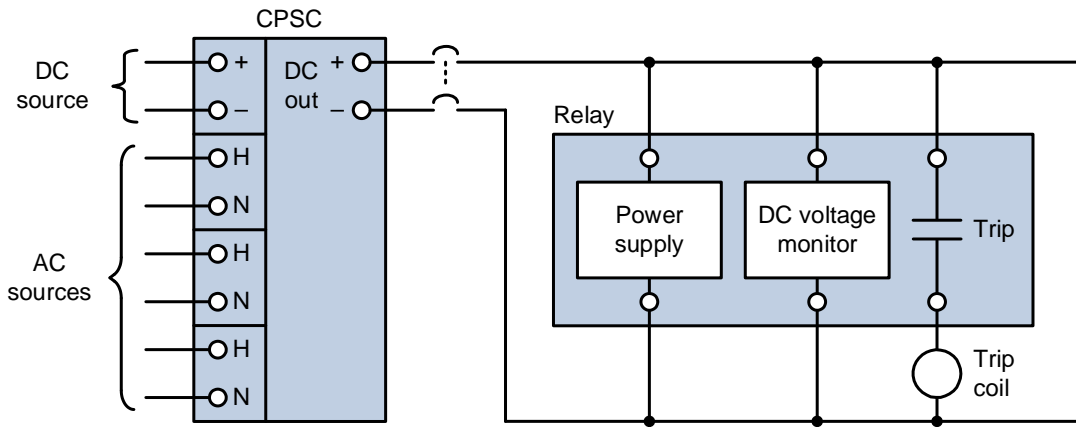 CPSC
DC
source
+
–
DC
out
+
–
AC
sources
H
N
H
N
H
N
Relay
Power
supply
DC voltage
monitor
Trip
Trip
coil